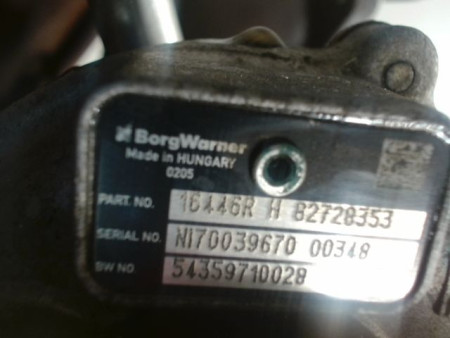 BorgWarner
Made in HUNGARY
0205
PART. NO. 16446R H 82728353
SERIAL NO. NI70039670 00348
BW NO 54359710028